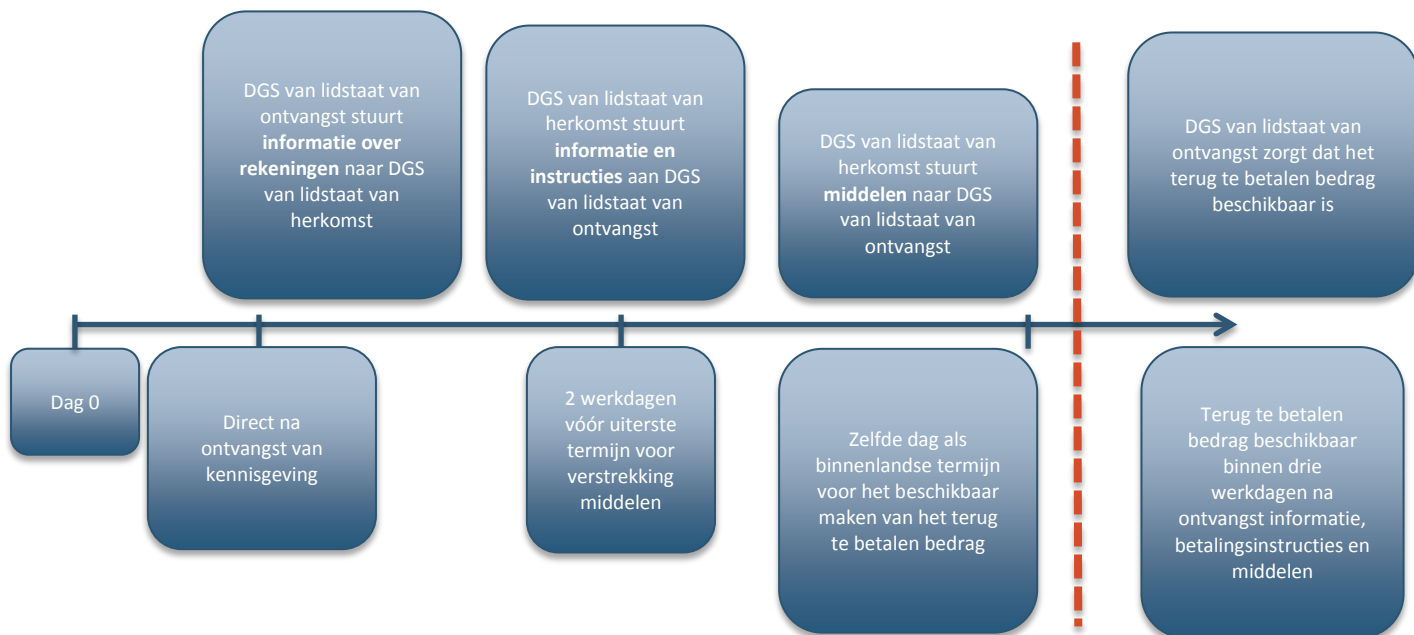 DGS van lidstaat van
ontvangst stuurt
informatie over
rekeningen naar DGS
van lidstaat van
herkomst
DGS van lidstaat van
herkomst stuurt
informatie en
instructies aan DGS
van lidstaat van
ontvangst
DGS van lidstaat van
herkomst stuurt
middelen naar DGS
van lidstaat van
ontvangst
DGS van lidstaat van
ontvangst zorgt dat het
terug te betalen bedrag
beschikbaar is
Dag 0
Direct na
ontvangst van
kennisgeving
2 werkdagen
vóór uiterste
termijn voor
verstrekking
middelen
Zelfde dag als
binnenlandse termijn
voor het beschikbaar
maken van het terug
te betalen bedrag
Terug te betalen
bedrag beschikbaar
binnen drie
werkdagen na
ontvangst informatie,
betalingsinstructies en
middelen